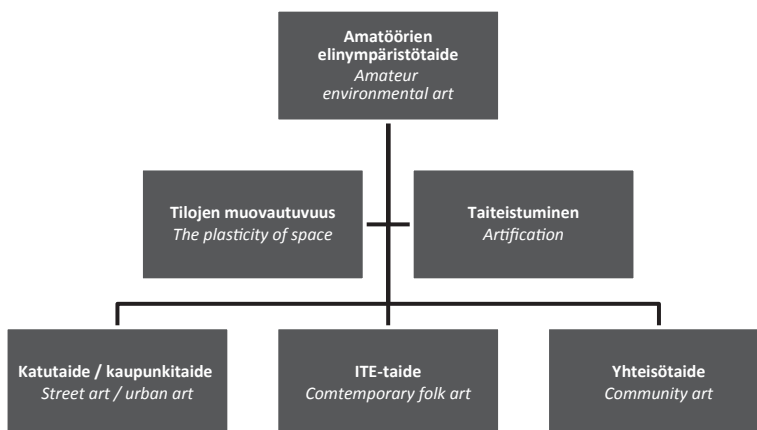 Amatöörien
elinympäristötaide
Amateur
environmental art
Tilojen muovautuvuus
The plasticity of space
Taiteistuminen
Artification
Katutaide / kaupunkitaide
Street art / urban art
ITE-taide
Comtemporary folk art
Yhteisötaide
Community art